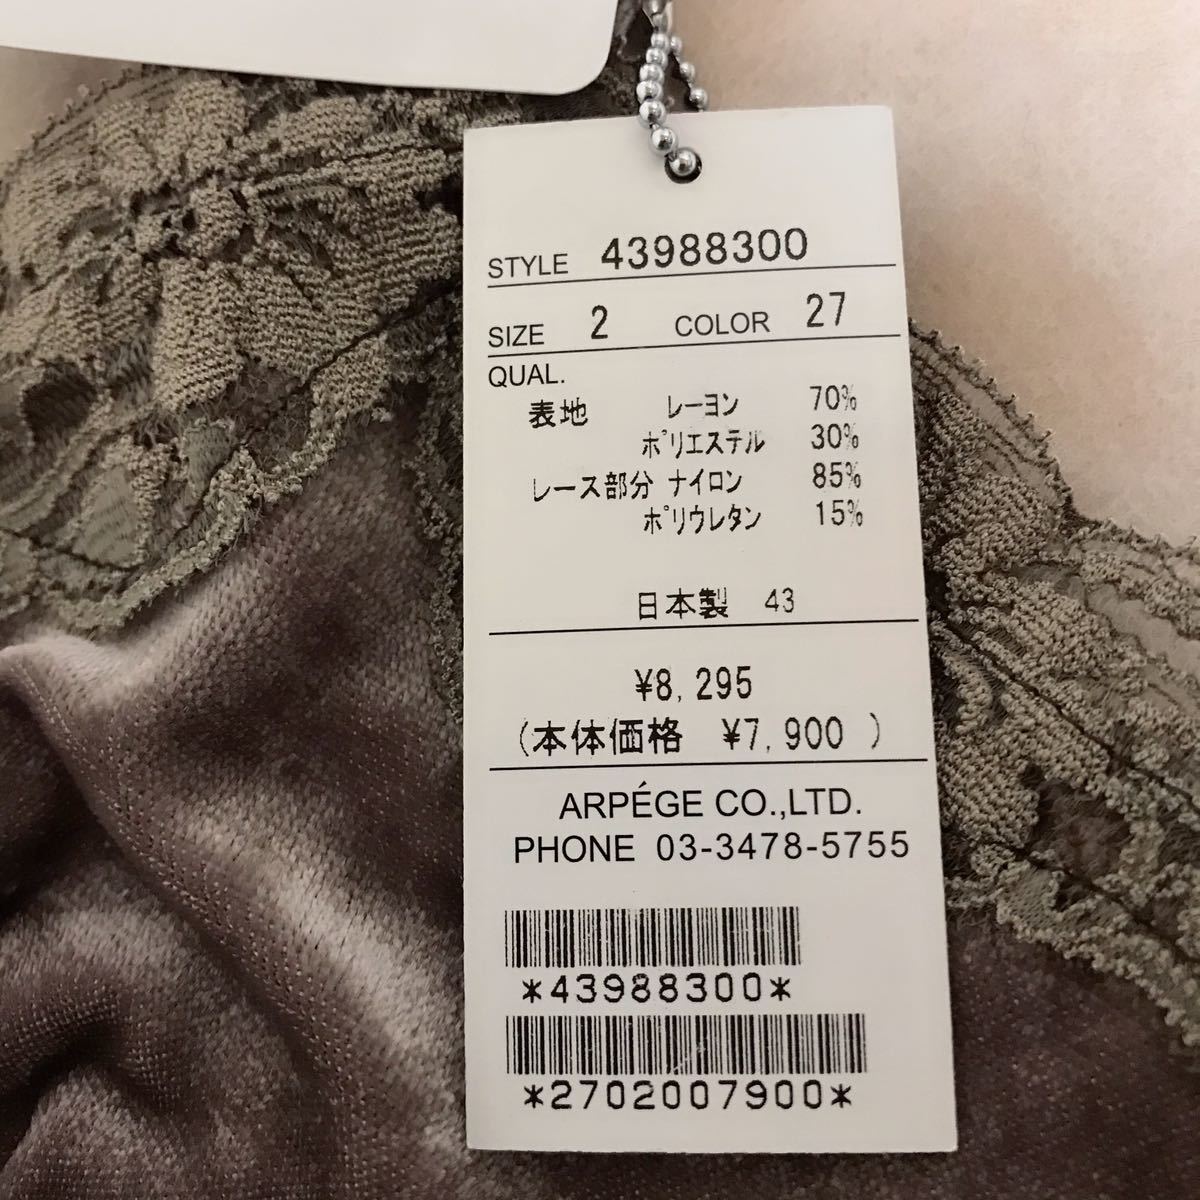 STYLE 43988300
SIZE 2 COLOR 27
QUAL.
表地 レーヨン 70%
ポリエステル 30%
レース部分 ナイロン 85%
ポリウレタン 15%
日本製 43
¥8,295
(本体価格 ¥7,900 )
ARPÉGE CO.,LTD.
PHONE 03-3478-5755
*43988300*
*2702007900*